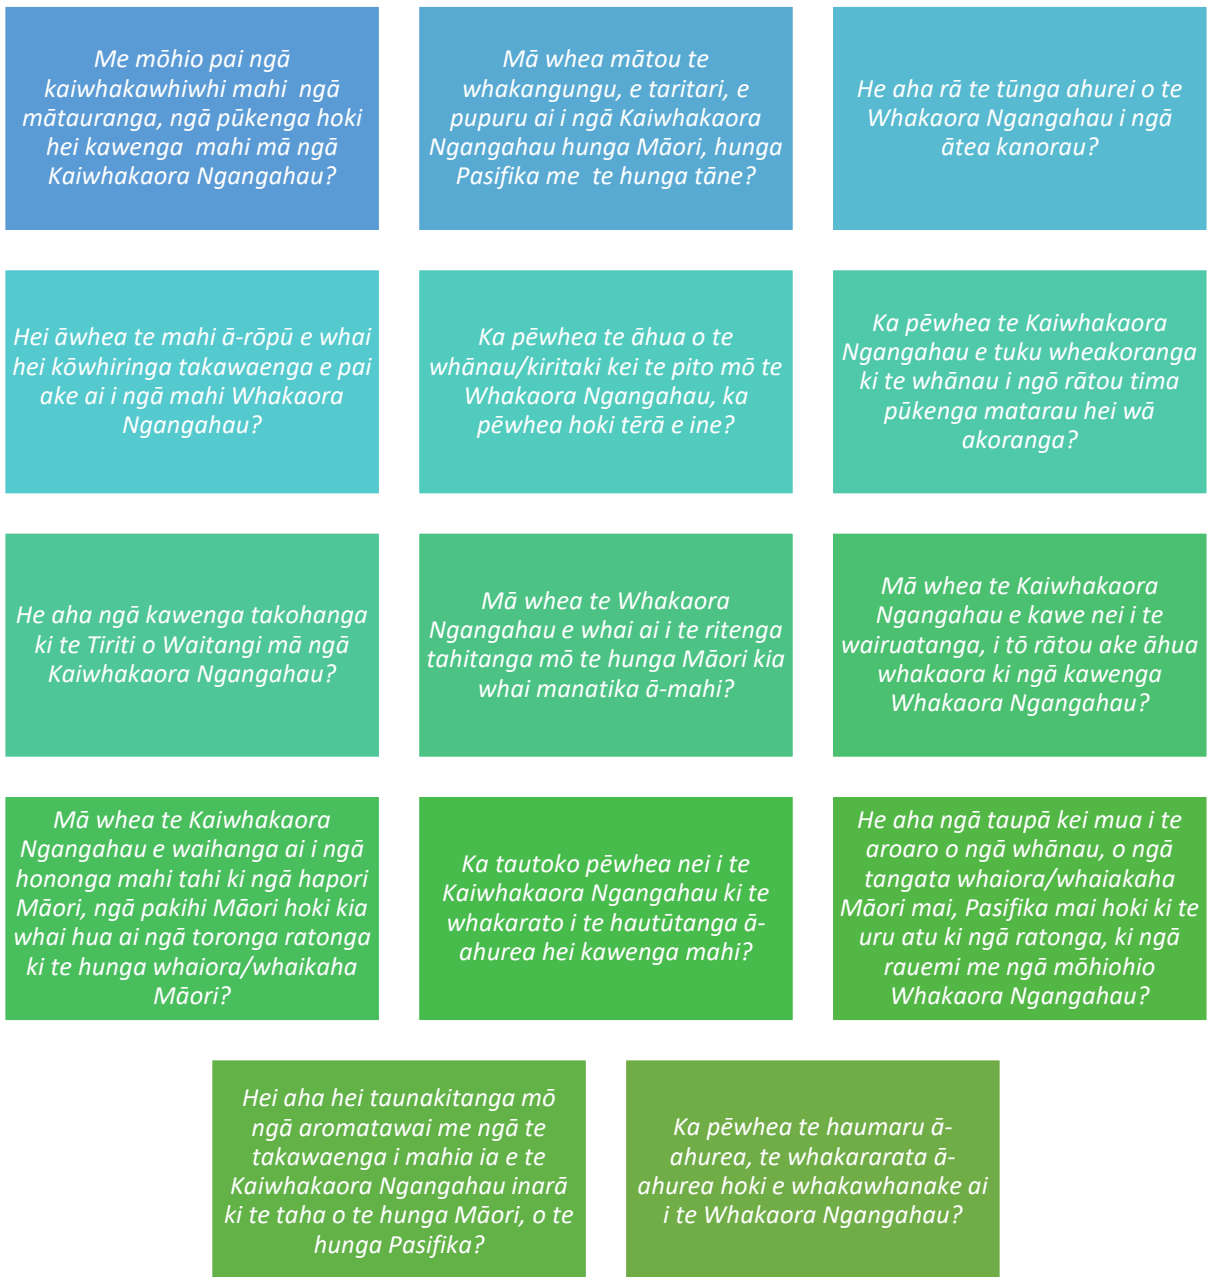 Me mōhio pai ngā
kaiwhakawhiwhi mahi ngā
mātauranga, ngā pūkenga hoki
hei kawenga mahi mā ngā
Kaiwhakaora Ngangahau?
Mā whea mātou te
whakangungu, e taritari, e
pupuru ai i ngā Kaiwhakaora
Ngangahau hunga Māori, hunga
Pasifika me te hunga tāne?
He aha rā te tūnga ahurei o te
Whakaora Ngangahau i ngā
ātea kanorau?
Hei āwhea te mahi ā-rōpū e whai
hei kōwhiringa takawaenga e pai
ake ai i ngā mahi Whakaora
Ngangahau?
Ka pēwhea te āhua o te
whānau/kiritaki kei te pito mō te
Whakaora Ngangahau, ka
pēwhea hoki tērā e ine?
Ka pēwhea te Kaiwhakaora
Ngangahau e tuku wheakoranga
ki te whānau i ngō rātou tima
pūkenga matarau hei wā
akoranga?
He aha ngā kawenga takohanga
ki te Tiriti o Waitangi mā ngā
Kaiwhakaora Ngangahau?
Mā whea te Whakaora
Ngangahau e whai ai i te ritenga
tahitanga mō te hunga Māori kia
whai manatika ā-mahi?
Mā whea te Kaiwhakaora
Ngangahau e kawe nei i te
wairuatanga, i tō rātou ake āhua
whakaora ki ngā kawenga
Whakaora Ngangahau?
Mā whea te Kaiwhakaora
Ngangahau e waihanga ai i ngā
hononga mahi tahi ki ngā hapori
Māori, ngā pakihi Māori hoki kia
whai hua ai ngā toronga ratonga
ki te hunga whaiora/whaikaha
Māori?
Ka tautoko pēwhea nei i te
Kaiwhakaora Ngangahau ki te
whakarato i te hautūtanga ā-
ahurea hei kawenga mahi?
He aha ngā taupā kei mua i te
aroaro o ngā whānau, o ngā
tangata whaiora/whaiakaha
Māori mai, Pasifika mai hoki ki te
uru atu ki ngā ratonga, ki ngā
rauemi me ngā mōhiohio
Whakaora Ngangahau?
Hei aha hei taunakitanga mō
ngā aromatawai me ngā te
takawaenga i mahia ia e te
Kaiwhakaora Ngangahau inarā
ki te taha o te hunga Māori, o te
hunga Pasifika?
Ka pēwhea te haumaru ā-
ahurea, te whakararata ā-
ahurea hoki e whakawhanake ai
i te Whakaora Ngangahau?